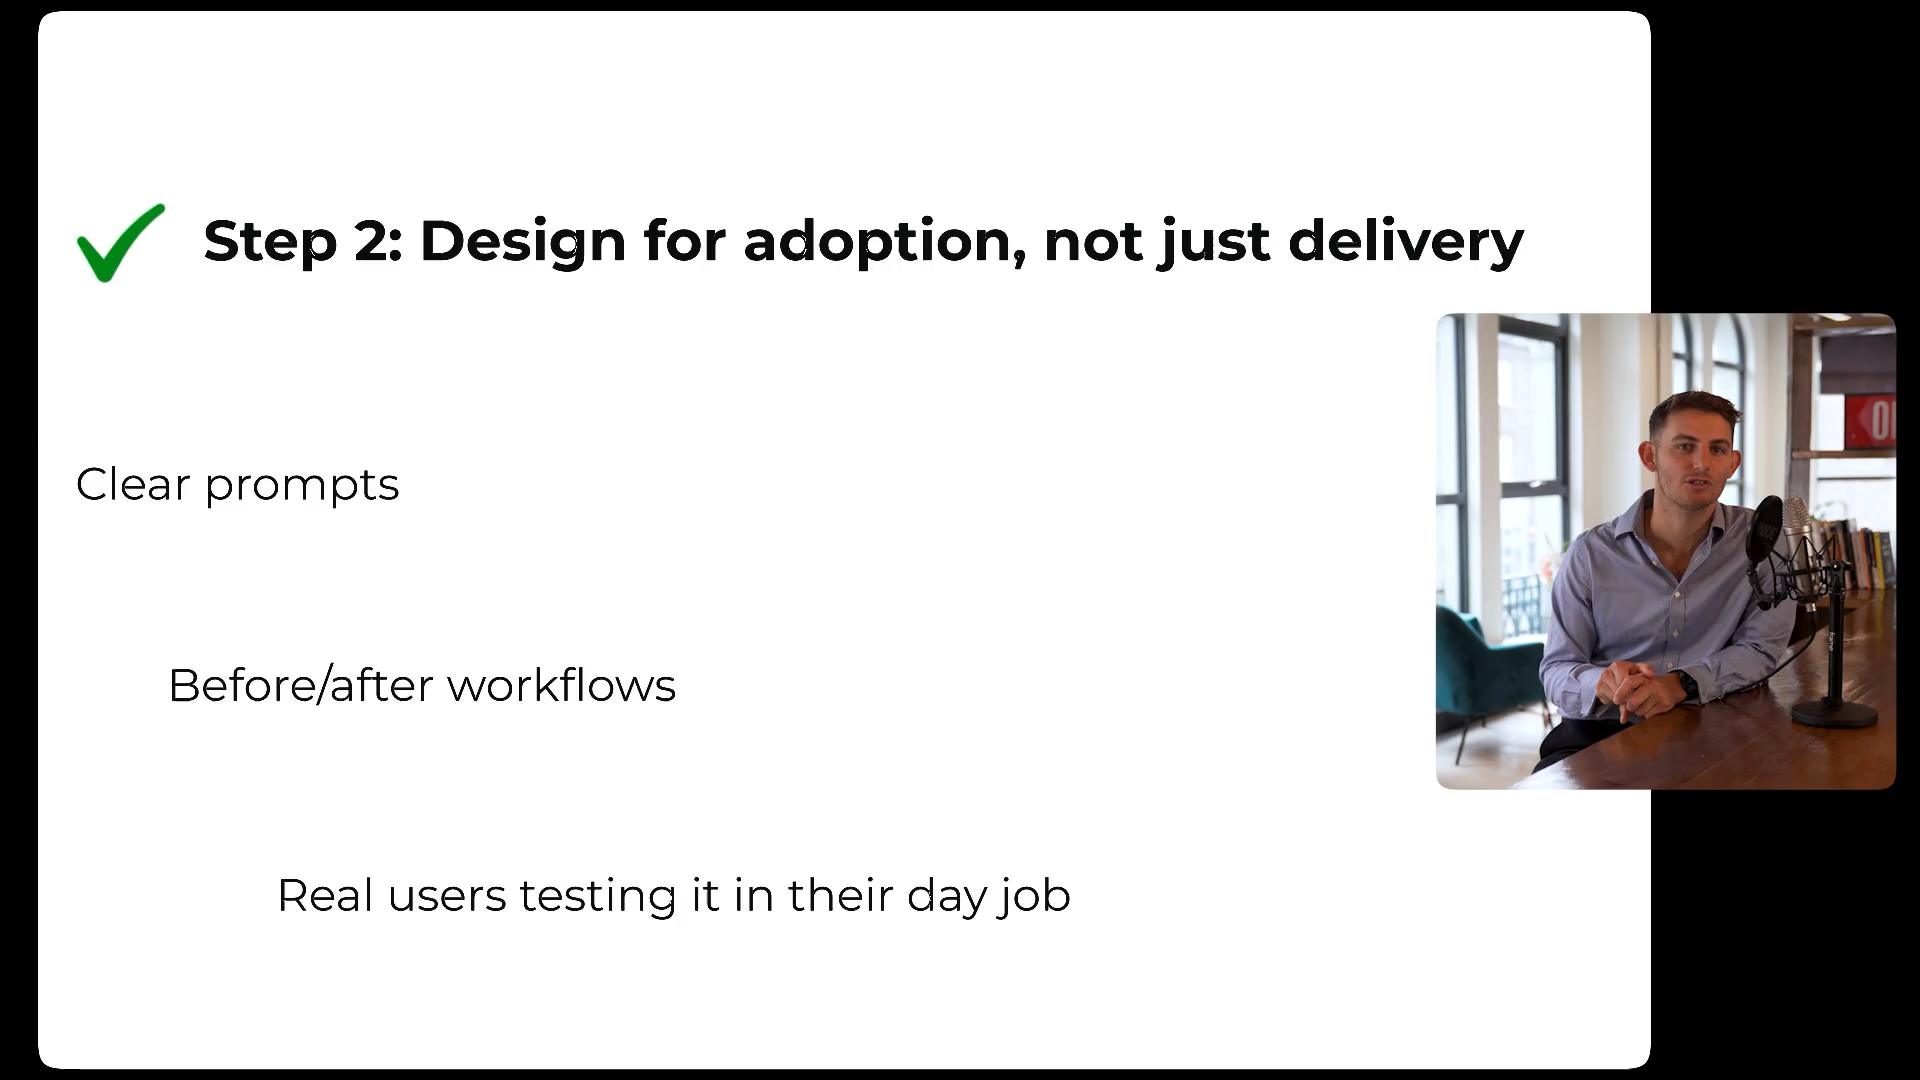 Step 2: Design for adoption, not just delivery
Clear prompts
Before/after workflows
Real users testing it in their day job